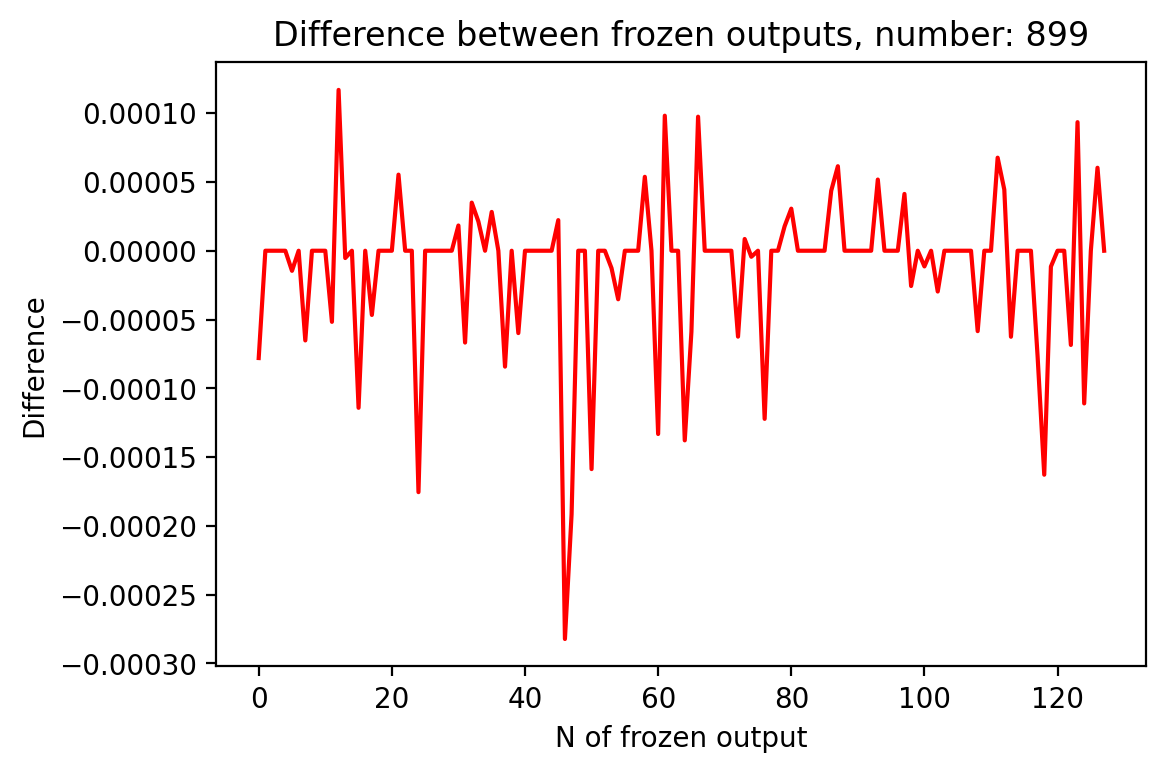 Difference between frozen outputs, number: 899
0.00010
0.00005
0.00000
−0.00005
−0.00010
−0.00015
−0.00020
−0.00025
−0.00030
Difference
0 20 40 60 80 100 120
N of frozen output